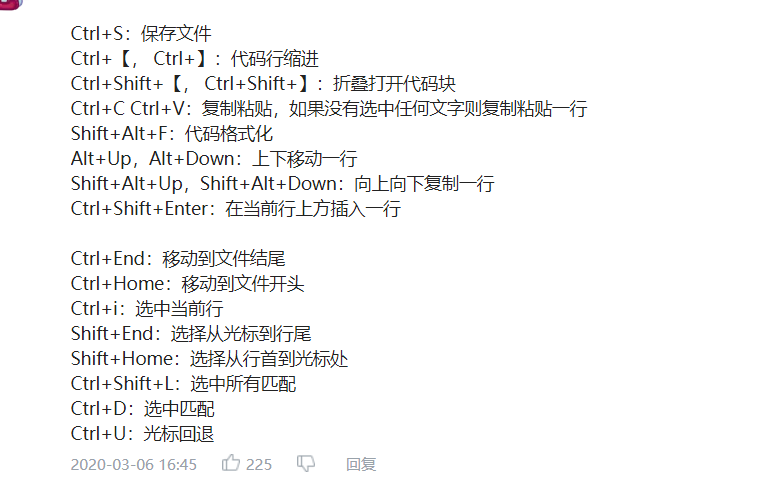 Ctrl+S：保存文件
Ctrl+【， Ctrl+】：代码行缩进
Ctrl+Shift+【， Ctrl+Shift+】：折叠打开代码块
Ctrl+C Ctrl+V：复制粘贴，如果没有选中任何文字则复制粘贴一行
Shift+Alt+F：代码格式化
Alt+Up，Alt+Down：上下移动一行
Shift+Alt+Up，Shift+Alt+Down：向上向下复制一行
Ctrl+Shift+Enter：在当前行上方插入一行
Ctrl+End：移动到文件结尾
Ctrl+Home：移动到文件开头
Ctrl+i：选中当前行
Shift+End：选择从光标到行尾
Shift+Home：选择从行首到光标处
Ctrl+Shift+L：选中所有匹配
Ctrl+D：选中匹配
Ctrl+U：光标回退
2020-03-06 16:45 225 回复